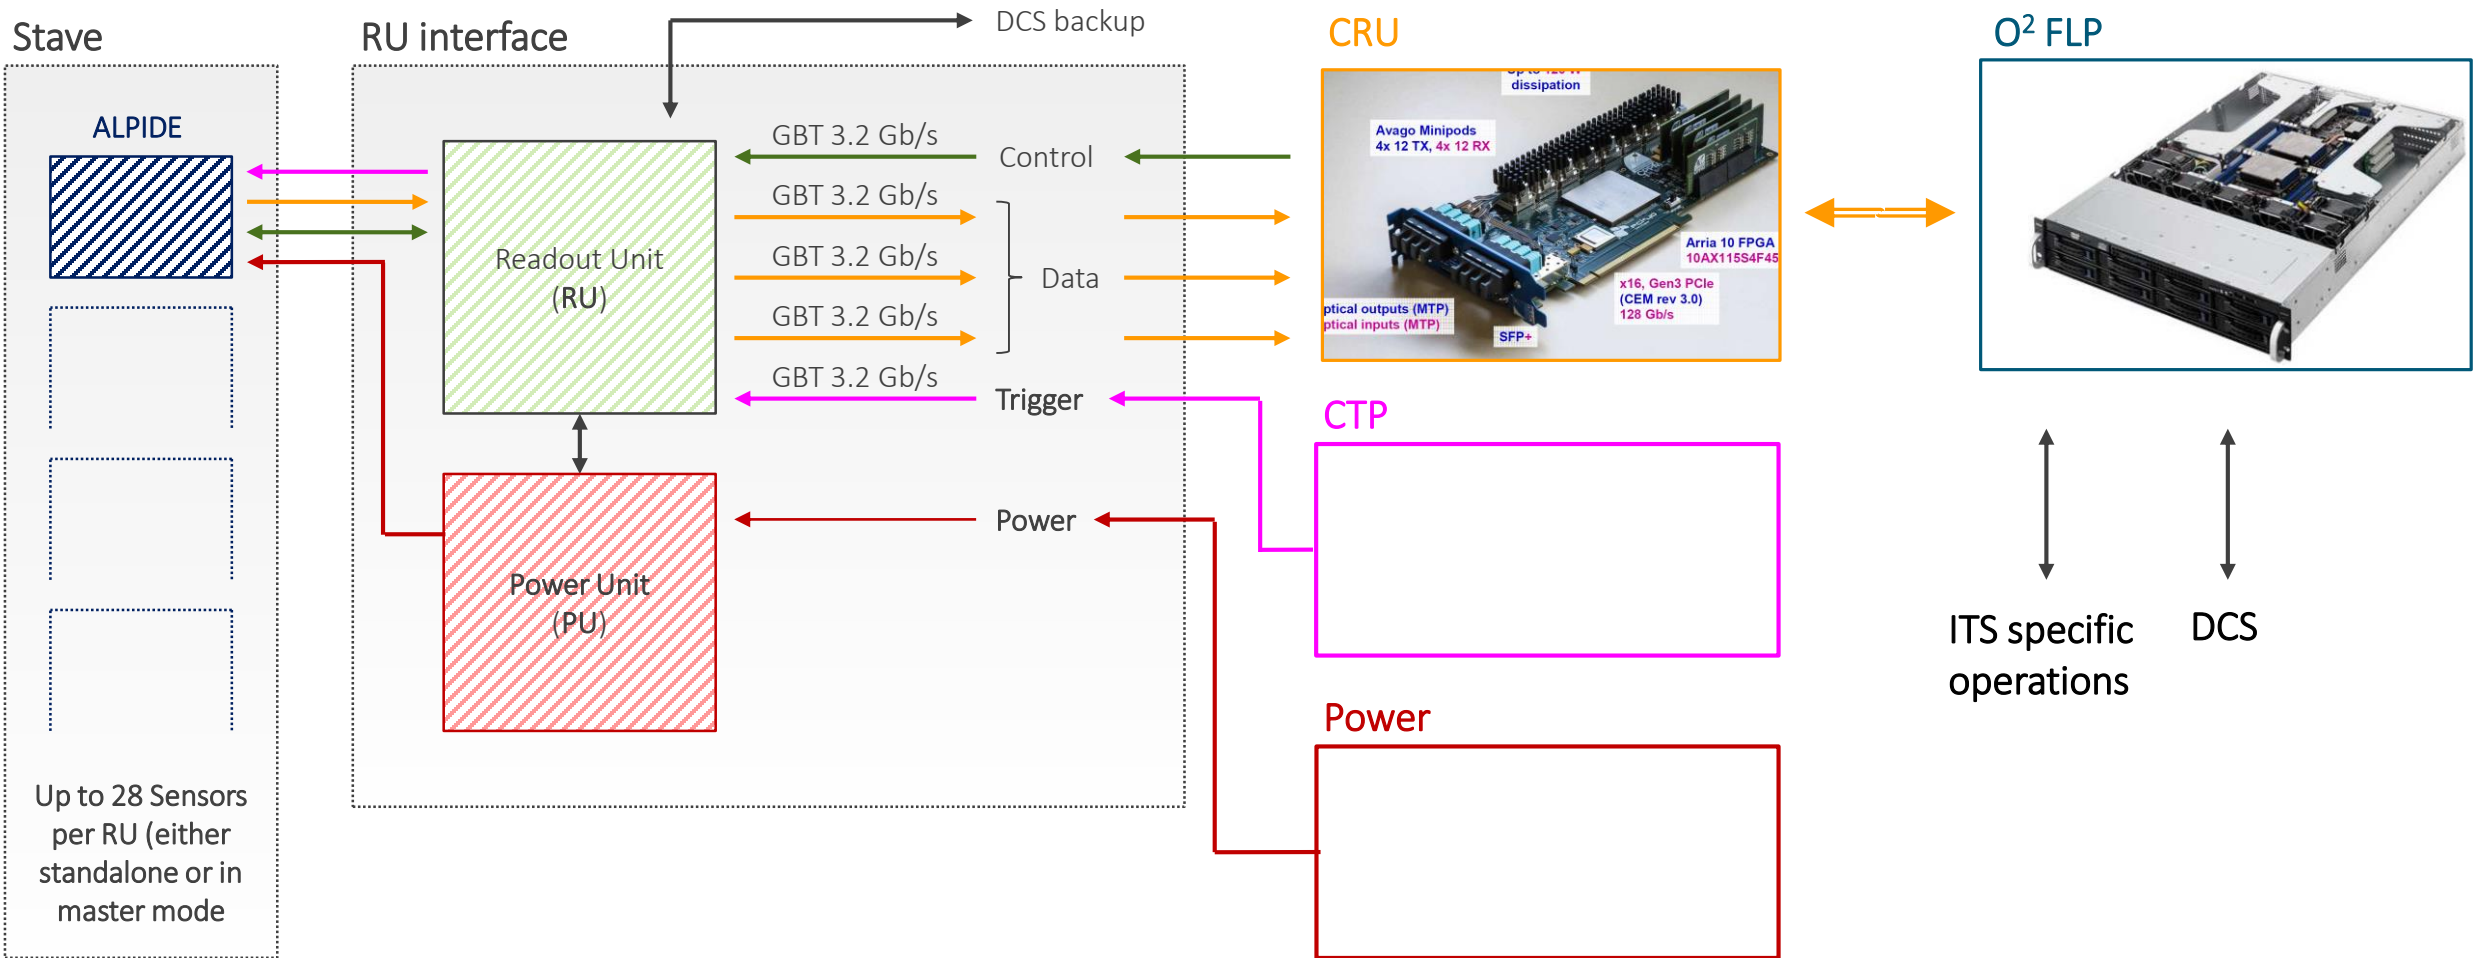 Stave
ALPIDE
Up to 28 Sensors
per RU (either
standalone or in
master mode
RU interface
DCS backup
Readout Unit
(RU)
Power Unit
(PU)
GBT 3.2 Gb/s
Control
GBT 3.2 Gb/s
GBT 3.2 Gb/s
Data
GBT 3.2 Gb/s
GBT 3.2 Gb/s
Trigger
Power
CRU
dissipation
Avago Minipods
4x 12 TX, 4x 12 RX
Arria 10 FPGA
10AX115S4F45
x16, Gen3 PCIe
(CEM rev 3.0)
128 Gb/s
ptical outputs (MTP)
ptical inputs (MTP)
SFP+
CTP
Power
O² FLP
ITS specific
operations
DCS